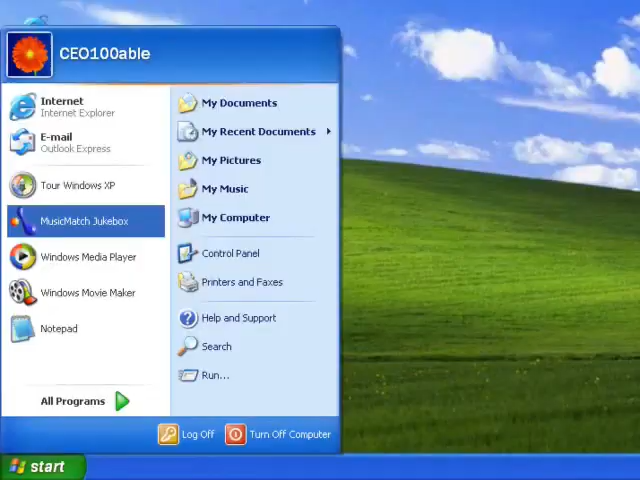 CEO100able
Internet
Internet Explorer
E-mail
Outlook Express
Tour Windows XP
MusicMatch Jukebox
Windows Media Player
Windows Movie Maker
Notepad
All Programs
My Documents
My Recent Documents
My Pictures
My Music
My Computer
Control Panel
Printers and Faxes
Help and Support
Search
Run...
Log Off
Turn Off Computer
start